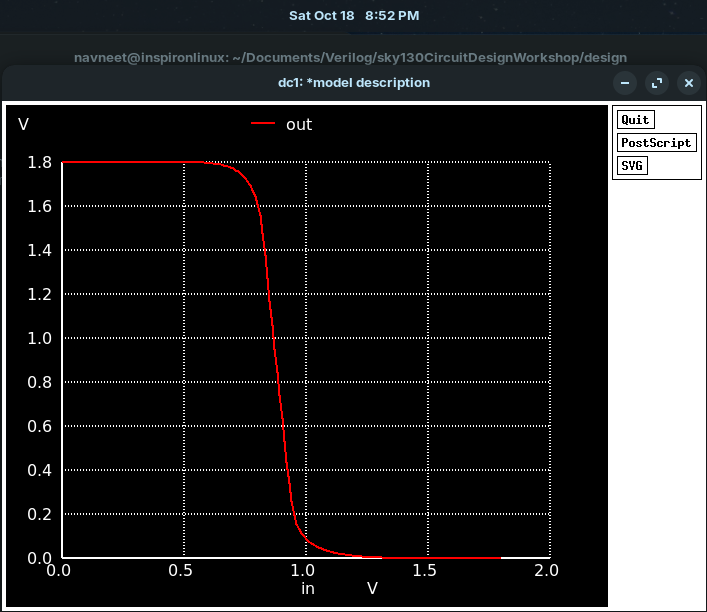 Sat Oct 18 8:52 PM
navneet@inspironlinux: ~/Documents/Verilog/sky130CircuitDesignWorkshop/design
dc1: *model description
V
out
Quit
PostScript
SVG
1.8
1.6
1.4
1.2
1.0
0.8
0.6
0.4
0.2
0.0
0.0 0.5 1.0 1.5 2.0
in V